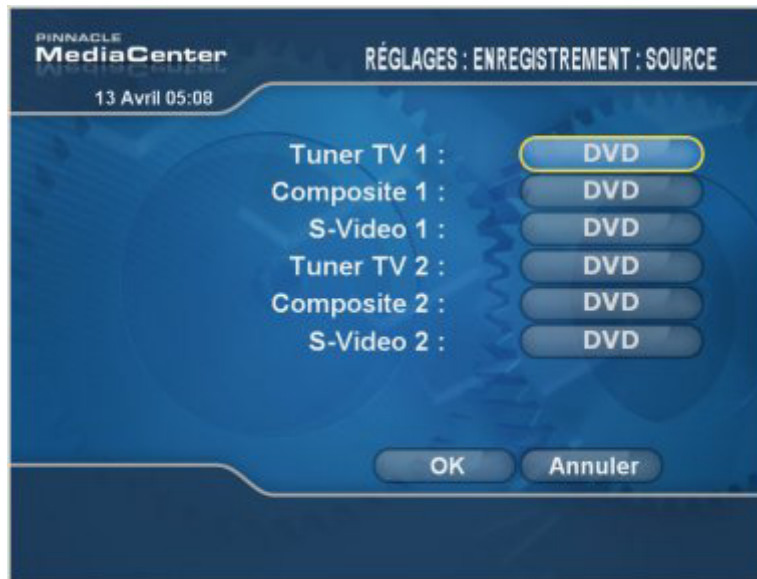 PINNACLE
MediaCenter
RÉGLAGES : ENREGISTREMENT : SOURCE
13 Avril 05:08
Tuner TV 1 : DVD
Composite 1 : DVD
S-Video 1 : DVD
Tuner TV 2 : DVD
Composite 2 : DVD
S-Video 2 : DVD
OK Annuler